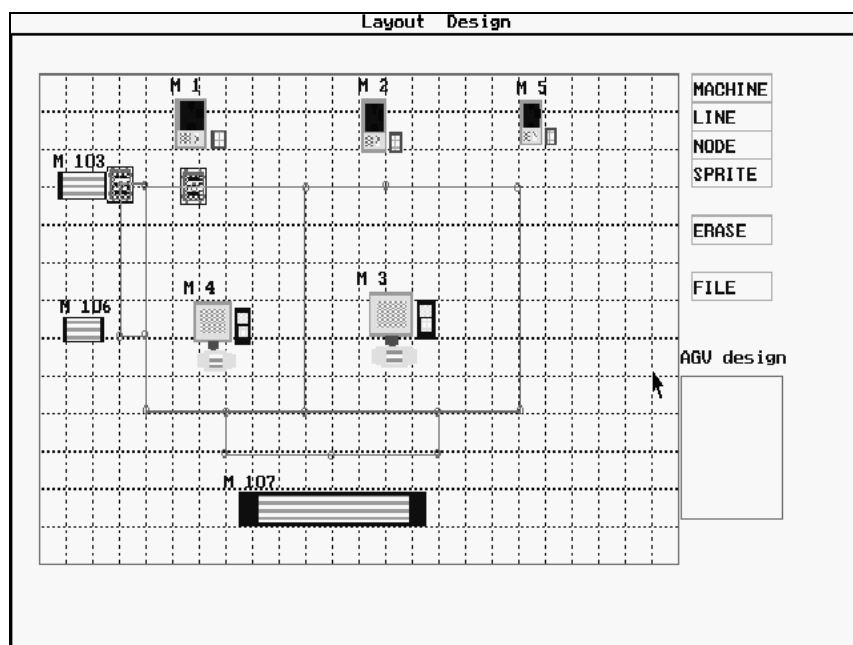 Layout Design
M 1
M 2
M 5
MACHINE
LINE
NODE
SPRITE
M 103
ERASE
M 4
M 3
FILE
M 106
AGV design
M 107